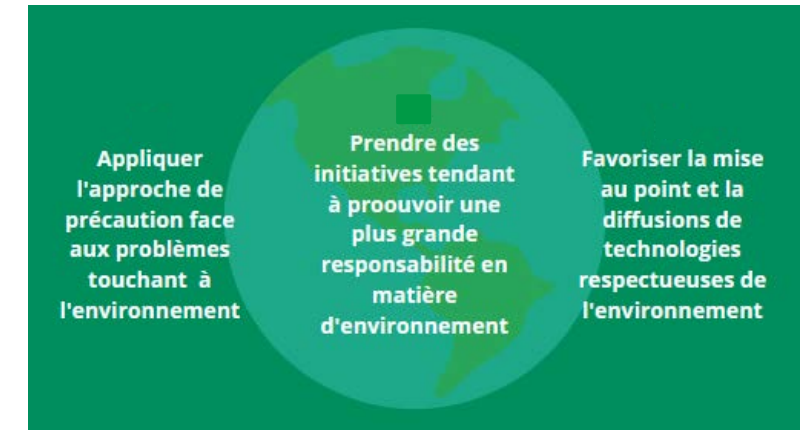 Appliquer
l'approche de
précaution face
aux problèmes
touchant à
l'environnement
Prendre des
initiatives tendant
à proouvoir une
plus grande
responsabilité en
matière
d'environnement
Favoriser la mise
au point et la
diffusions de
technologies
respectueuses de
l'environnement